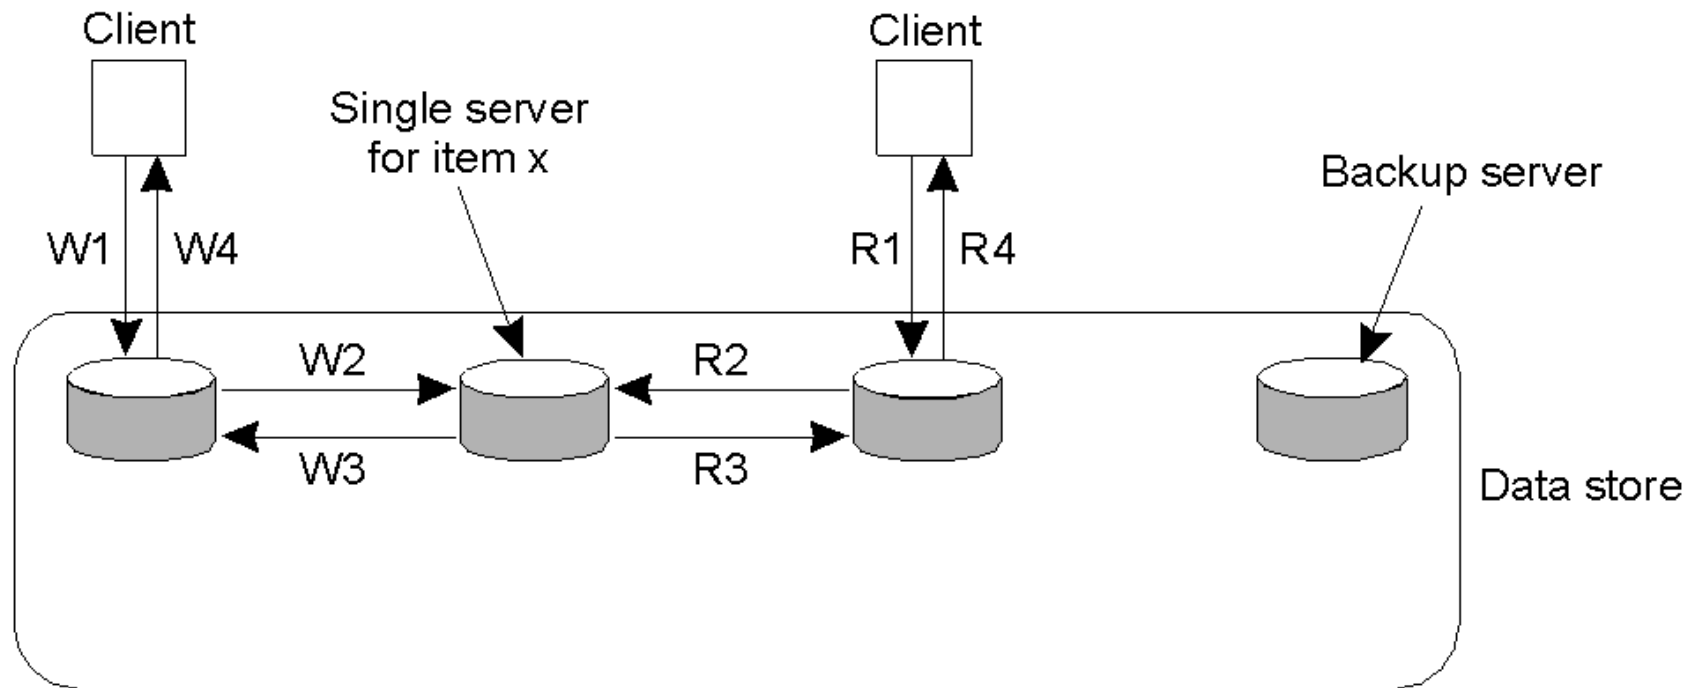 Client
Client
Single server
for item x
Backup server
W1
W4
R1
R4
W2
R2
W3
R3
Data store